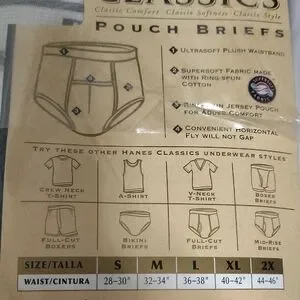 CLASSICS
Classic Comfort · Classic Softness · Classic Style
POUCH BRIEFS
1 ULTRASOFT PLUSH WAISTBAND
2 SUPERSOFT FABRIC MADE
WITH RING-SPUN
COTTON
3 RING-SPUN JERSEY POUCH
FOR ADDED COMFORT
4 CONVENIENT HORIZONTAL
FLY WILL NOT GAP
TRY THESE OTHER HANES CLASSICS UNDERWEAR STYLES
CREW NECK
T-SHIRT
A-SHIRT
V-NECK
T-SHIRT
BOXER
BRIEFS
FULL-CUT
BOXERS
BIKINI
BRIEFS
FULL-CUT
BRIEFS
MID-RISE
BRIEFS
SIZE/TALLA S M L XL 2X
WAIST/CINTURA 28-30" 32-34" 36-38" 40-42" 44-46"